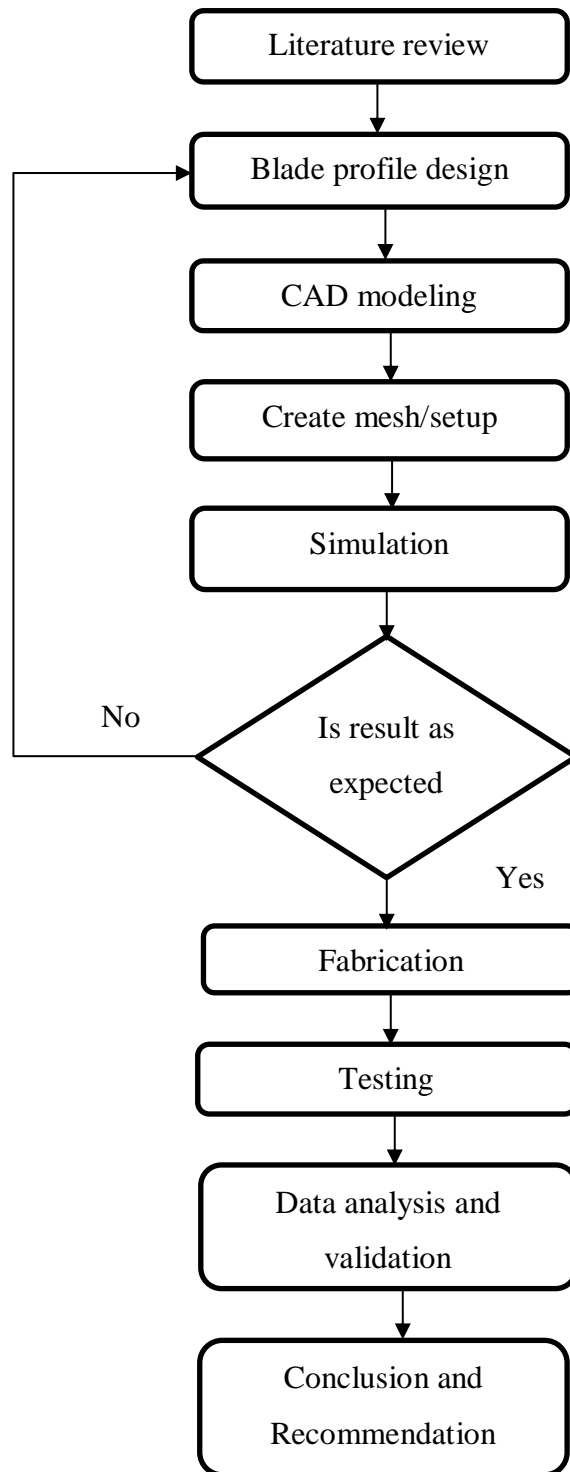 Literature review
Blade profile design
CAD modeling
Create mesh/setup
Simulation
No
Is result as
expected
Yes
Fabrication
Testing
Data analysis and
validation
Conclusion and
Recommendation